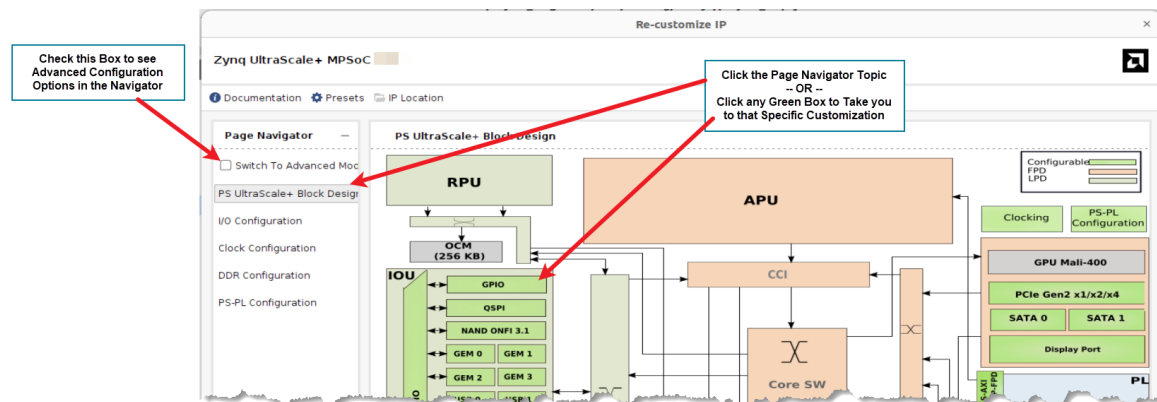 Re-customize IP
×
Zynq UltraScale+ MPSoC
Check this Box to see
Advanced Configuration
Options in the Navigator
Click the Page Navigator Topic
-- OR --
Click any Green Box to Take you
to that Specific Customization
Documentation Presets IP Location
Page Navigator —
PS UltraScale+ Block Design
Switch To Advanced Mod
PS UltraScale+ Block Design
I/O Configuration
Clock Configuration
DDR Configuration
PS-PL Configuration
RPU
APU
Configurable
FPD
LPD
Clocking
PS-PL
Configuration
OCM
(256 KB)
CCI
GPU Mali-400
IOU
GPIO
QSPI
NAND ONFI 3.1
GEM 0 GEM 1
GEM 2 GEM 3
PCIe Gen2 x1/x2/x4
SATA 0 SATA 1
Display Port
Core SW
PL